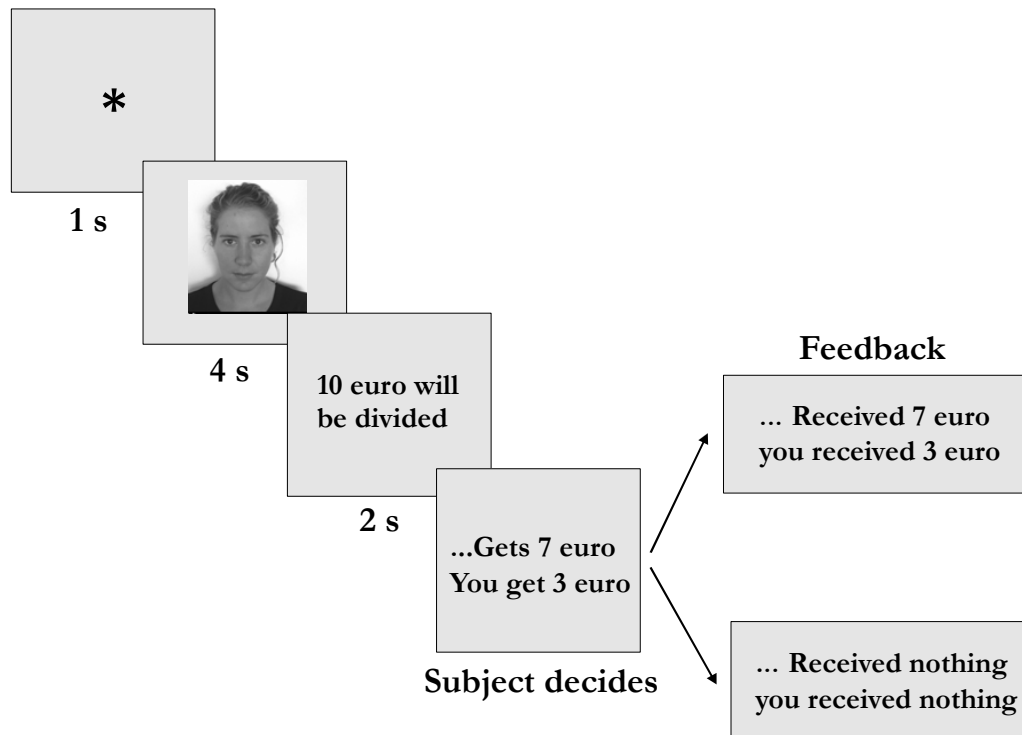 *
1 s
4 s
10 euro will
be divided
2 s
...Gets 7 euro
You get 3 euro
Subject decides
Feedback
... Received 7 euro
you received 3 euro
... Received nothing
you received nothing